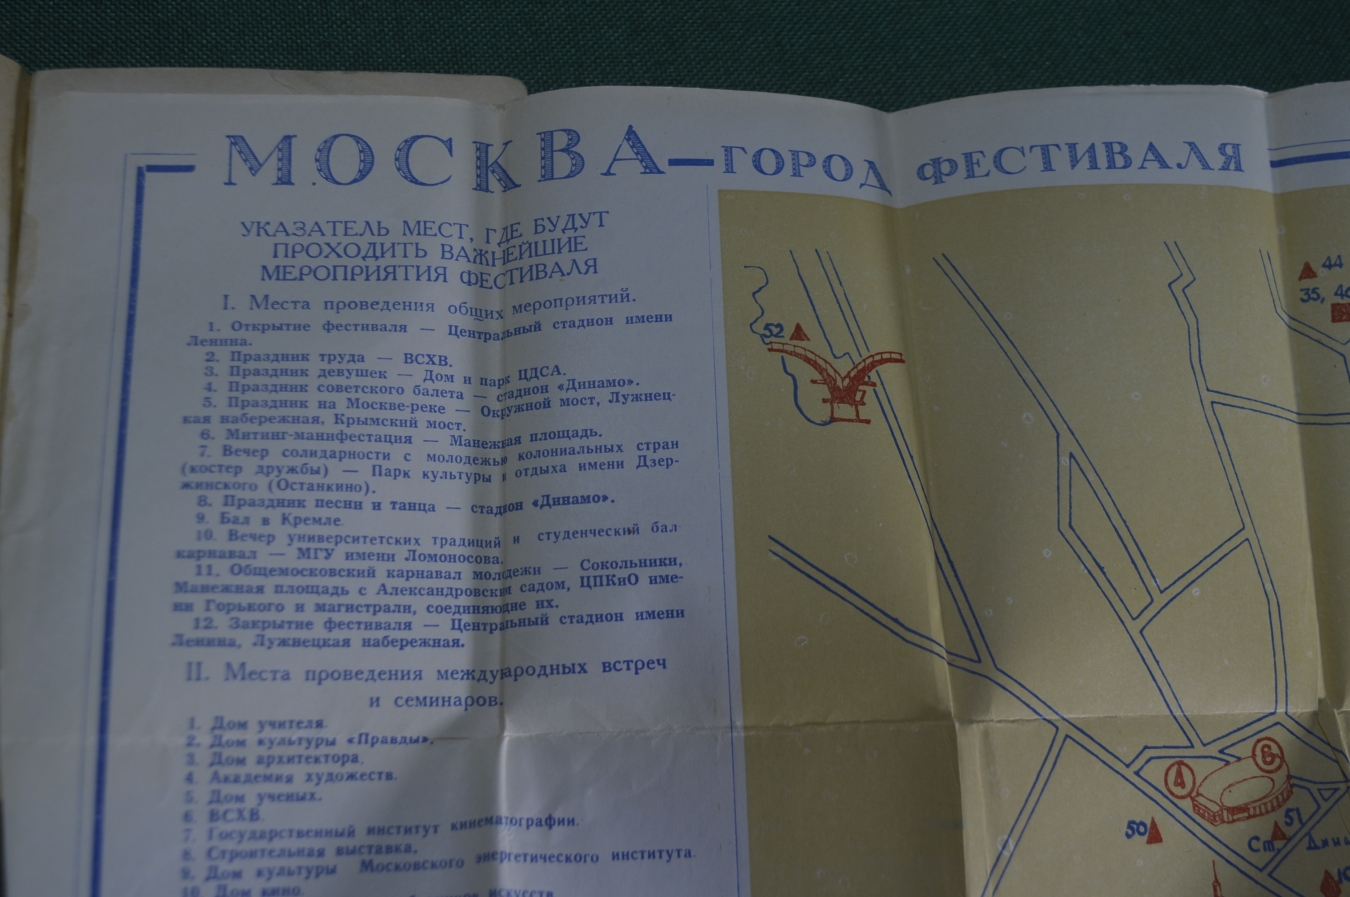 МОСКВА — ГОРОД ФЕСТИВАЛЯ
УКАЗАТЕЛЬ МЕСТ, ГДЕ БУДУТ
ПРОХОДИТЬ ВАЖНЕЙШИЕ
МЕРОПРИЯТИЯ ФЕСТИВАЛЯ
I. Места проведения общих мероприятий.
1. Открытие фестиваля — Центральный стадион имени
Ленина.
2. Праздник труда — ВСХВ.
3. Праздник девушек — Дом и парк ЦДСА.
4. Праздник советского балета — стадион «Динамо».
5. Праздник на Москве-реке — Окружной мост, Лужнец-
кая набережная, Крымский мост.
6. Митинг-манифестация — Манежная площадь.
7. Вечер солидарности с молодежью колониальных стран
(костер дружбы) — Парк культуры и отдыха имени Дзер-
жинского (Останкино).
8. Праздник песни и танца — стадион «Динамо».
9. Бал в Кремле.
10. Вечер университетских традиций и студенческий бал
карнавал — МГУ имени Ломоносова.
11. Общемосковский карнавал молодежи — Сокольники,
Манежная площадь с Александровским садом, ЦПКиО име-
ни Горького и магистрали, соединяющие их.
12. Закрытие фестиваля — Центральный стадион имени
Ленина, Лужнецкая набережная.
II. Места проведения международных встреч
и семинаров.
1. Дом учителя.
2. Дом культуры «Правды».
3. Дом архитектора.
4. Академия художеств.
5. Дом ученых.
6. ВСХВ.
7. Государственный институт кинематографии.
8. Строительная выставка.
9. Дом культуры Московского энергетического института.
10. Дом кино.
искусств
52
44
35,
4
6
50
51
Ст.